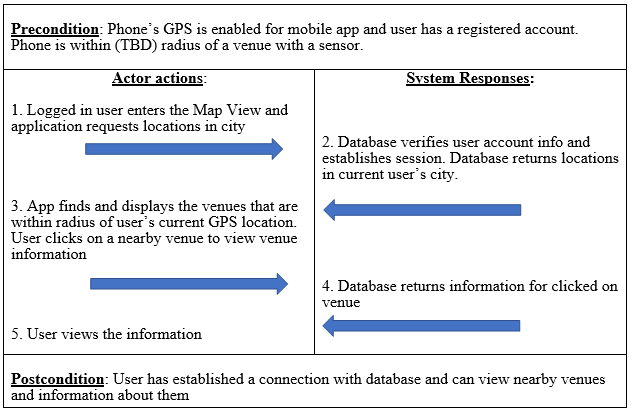 Precondition: Phone’s GPS is enabled for mobile app and user has a registered account.
Phone is within (TBD) radius of a venue with a sensor.
Actor actions:
1. Logged in user enters the Map View and
application requests locations in city
3. App finds and displays the venues that are
within radius of user’s current GPS location.
User clicks on a nearby venue to view venue
information
5. User views the information
System Responses:
2. Database verifies user account info and
establishes session. Database returns locations
in current user’s city.
4. Database returns information for clicked on
venue
Postcondition: User has established a connection with database and can view nearby venues
and information about them